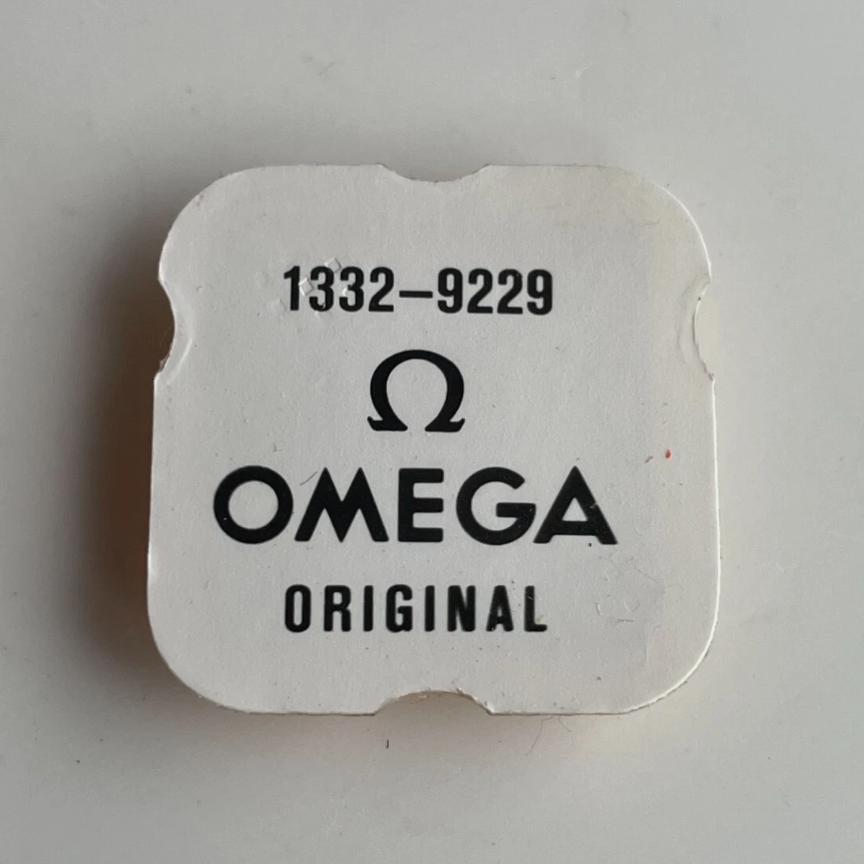 1332-9229
Ω
OMEGA
ORIGINAL